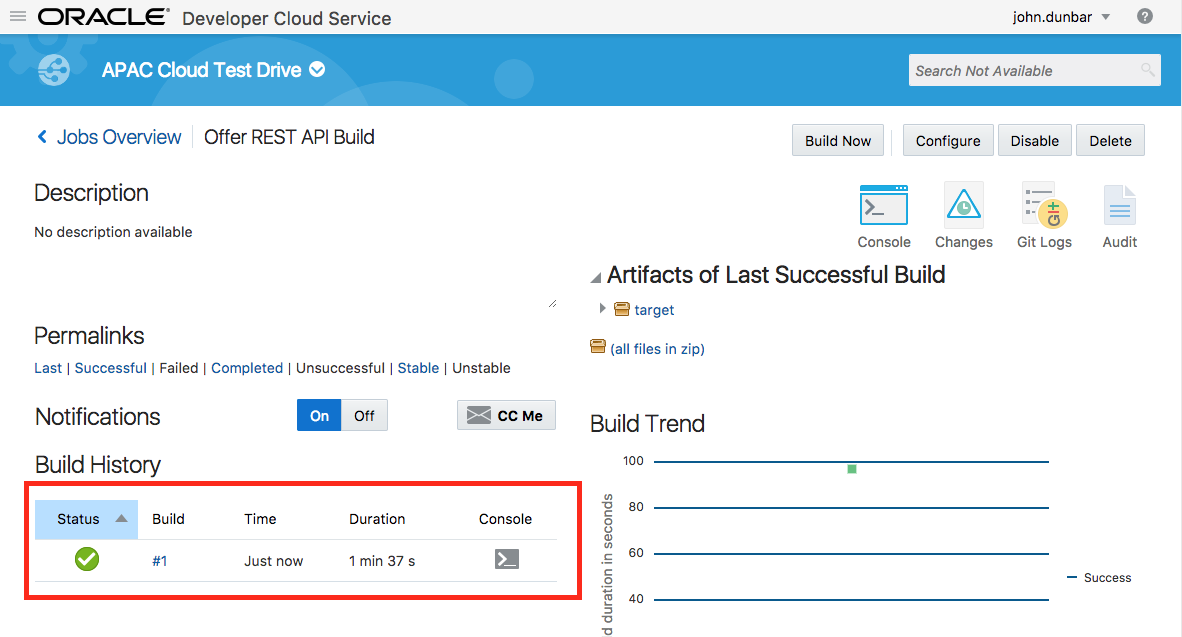 ORACLE® Developer Cloud Service
john.dunbar
?
APAC Cloud Test Drive
Search Not Available
Jobs Overview
Offer REST API Build
Build Now
Configure
Disable
Delete
Description
No description available
Console
Changes
Git Logs
Audit
Artifacts of Last Successful Build
target
(all files in zip)
Permalinks
Last | Successful | Failed | Completed | Unsuccessful | Stable | Unstable
Notifications
On
Off
CC Me
Build History
Status Build Time Duration Console
#1 Just now 1 min 37 s
Build Trend
100
80
60
40
d duration in seconds
Success